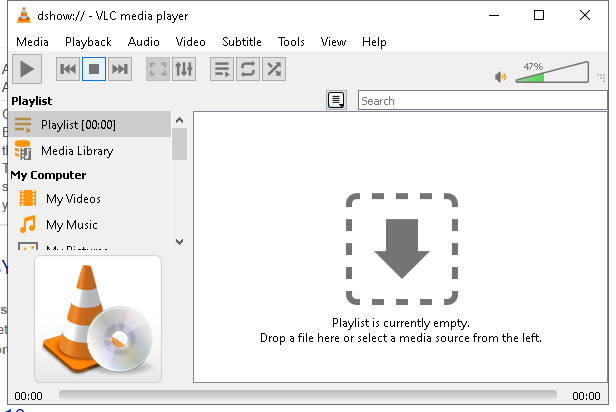 dshow:// - VLC media player
Media Playback Audio Video Subtitle Tools View Help
47%
Playlist
Search
Playlist [00:00]
Media Library
My Computer
My Videos
My Music
My Pictures
Playlist is currently empty.
Drop a file here or select a media source from the left.
00:00
00:00